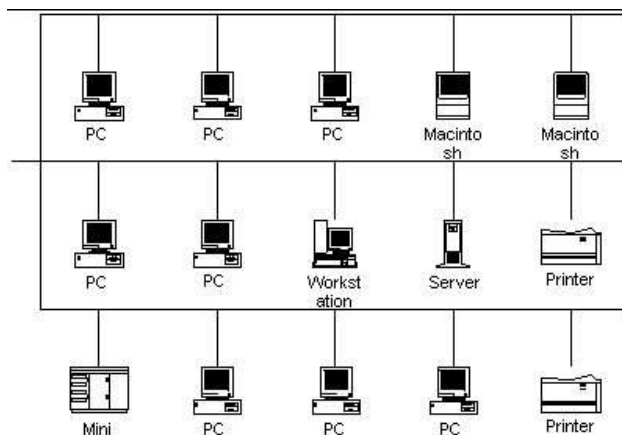 PC PC PC Macinto Macinto
sh sh
PC PC Workst Server Printer
ation
Mini PC PC PC Printer